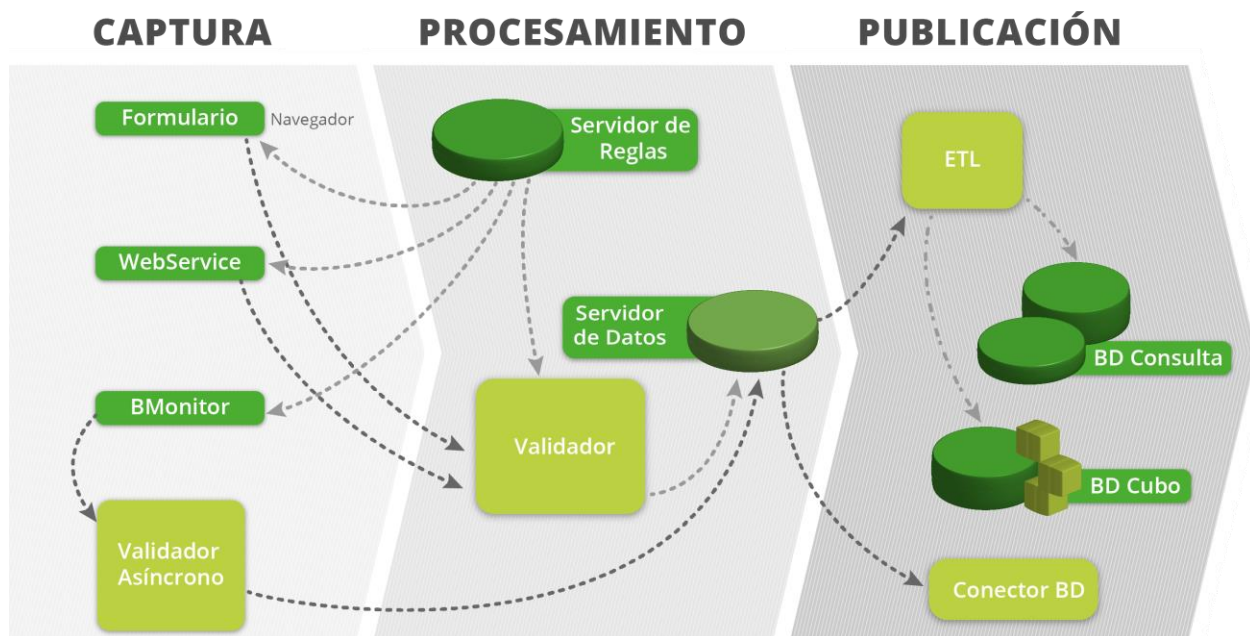 CAPTURA
PROCESAMIENTO
PUBLICACIÓN
Formulario
Navegador
WebService
BMonitor
Validador
Asíncrono
Servidor de
Reglas
Servidor
de Datos
Validador
ETL
BD Consulta
BD Cubo
Conector BD